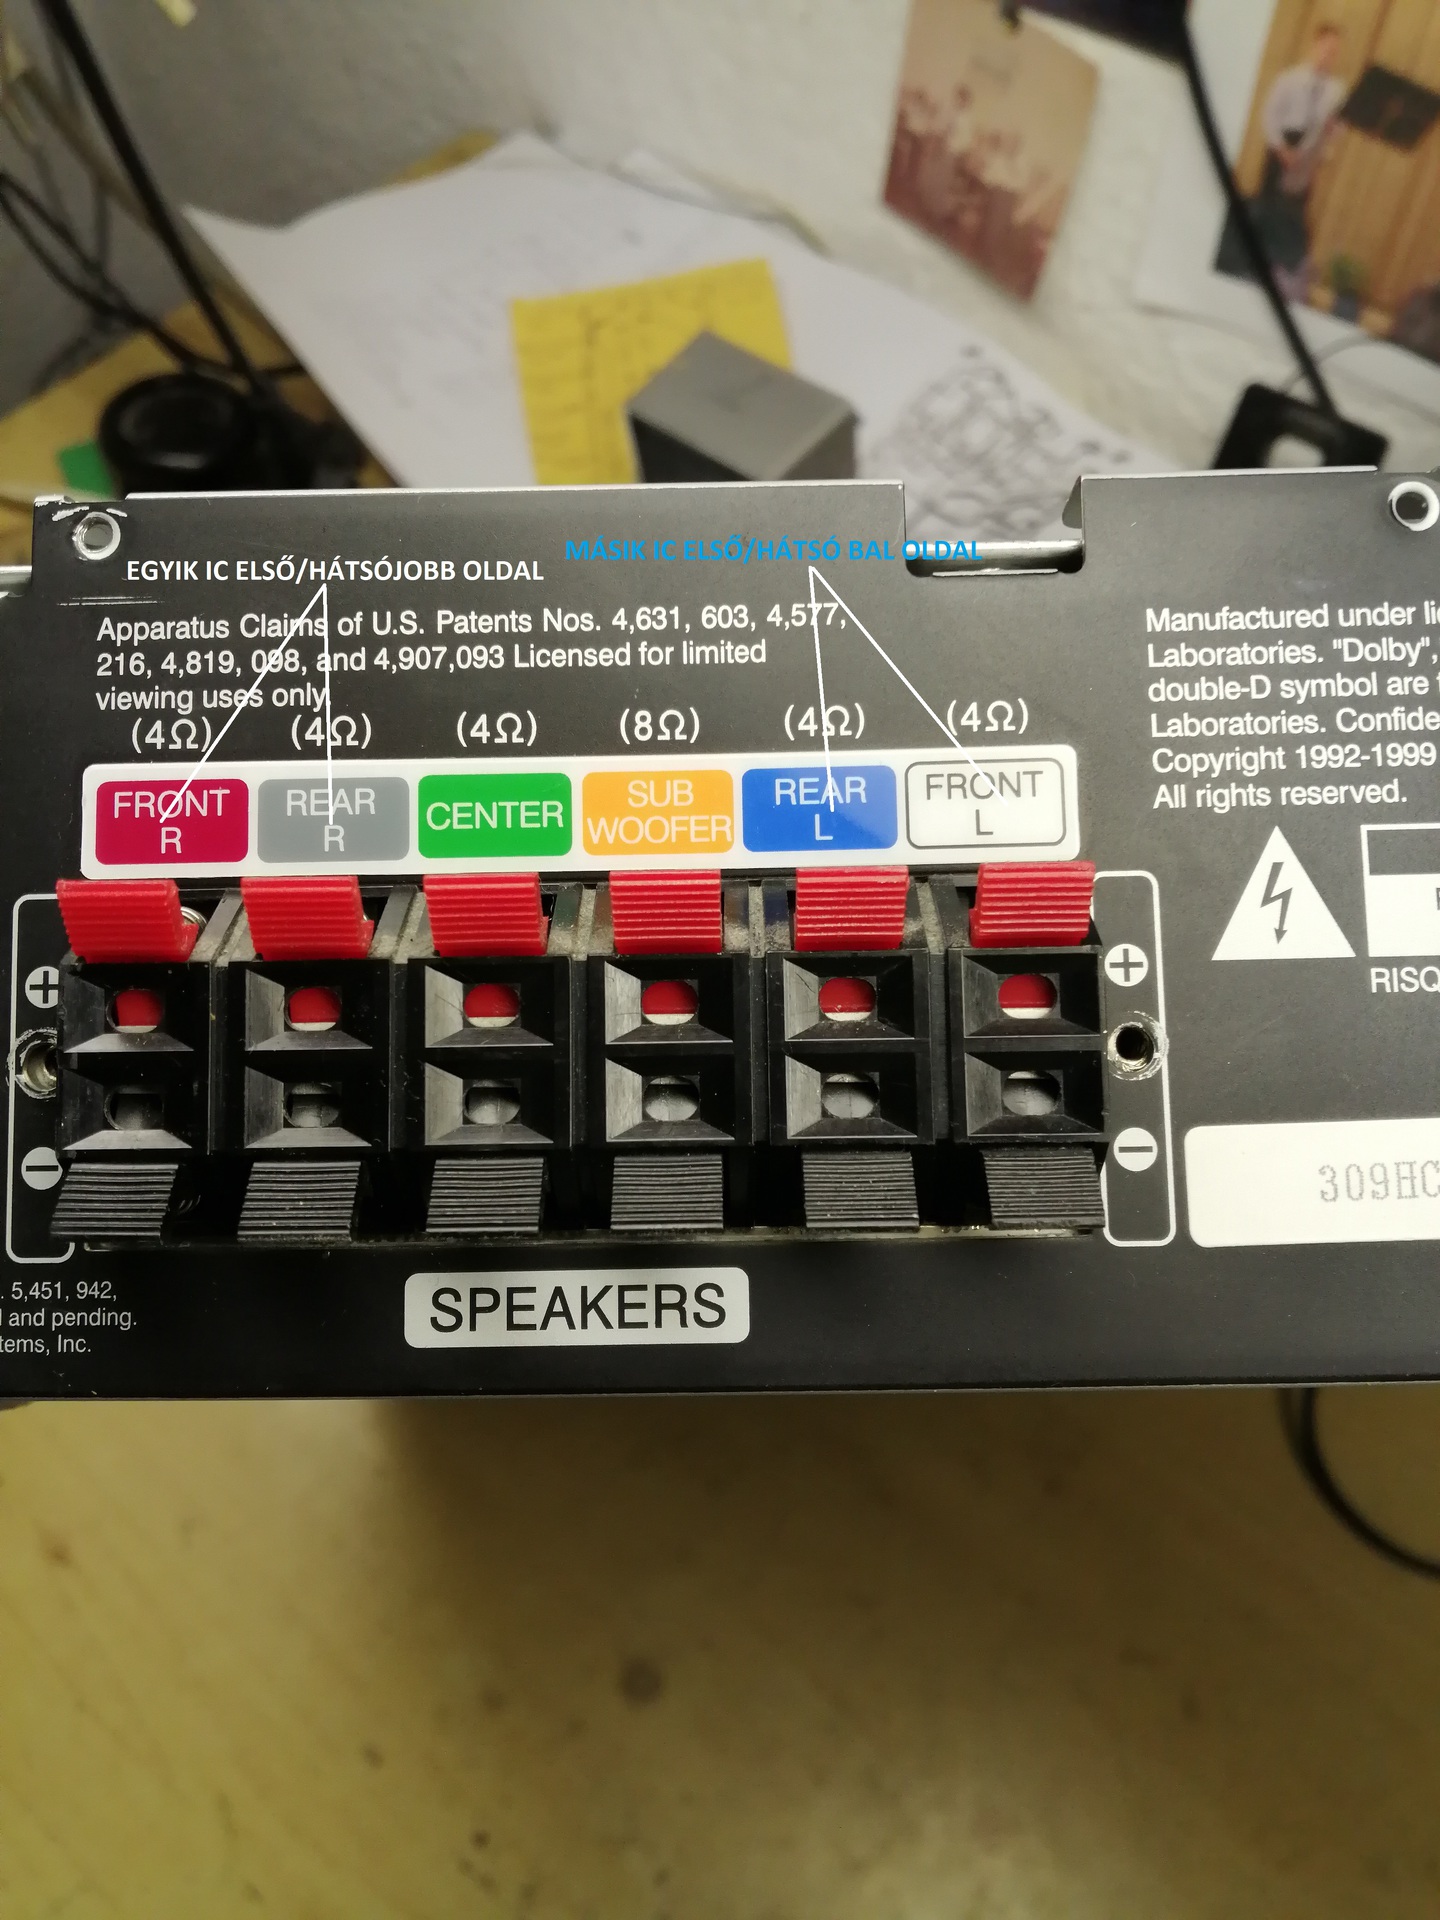 MÁSIK IC ELSŐ/HÁTSÓ BAL OLDAL
EGYIK IC ELSŐ/HÁTSÓJOBB OLDAL
Apparatus Claims of U.S. Patents Nos. 4,631, 603, 4,577,
216, 4,819, 098, and 4,907,093 Licensed for limited
viewing uses only.
Manufactured under
Laboratories. "Dolby",
double-D symbol are
Laboratories. Confide
Copyright 1992-1999
All rights reserved.
(4Ω) (4Ω) (4Ω) (8Ω) (4Ω) (4Ω)
FRONT R
REAR R
CENTER
SUB WOOFER
REAR L
FRONT L
+ +
RISQ
- -
309HC
. 5,451, 942,
and pending.
tems, Inc.
SPEAKERS